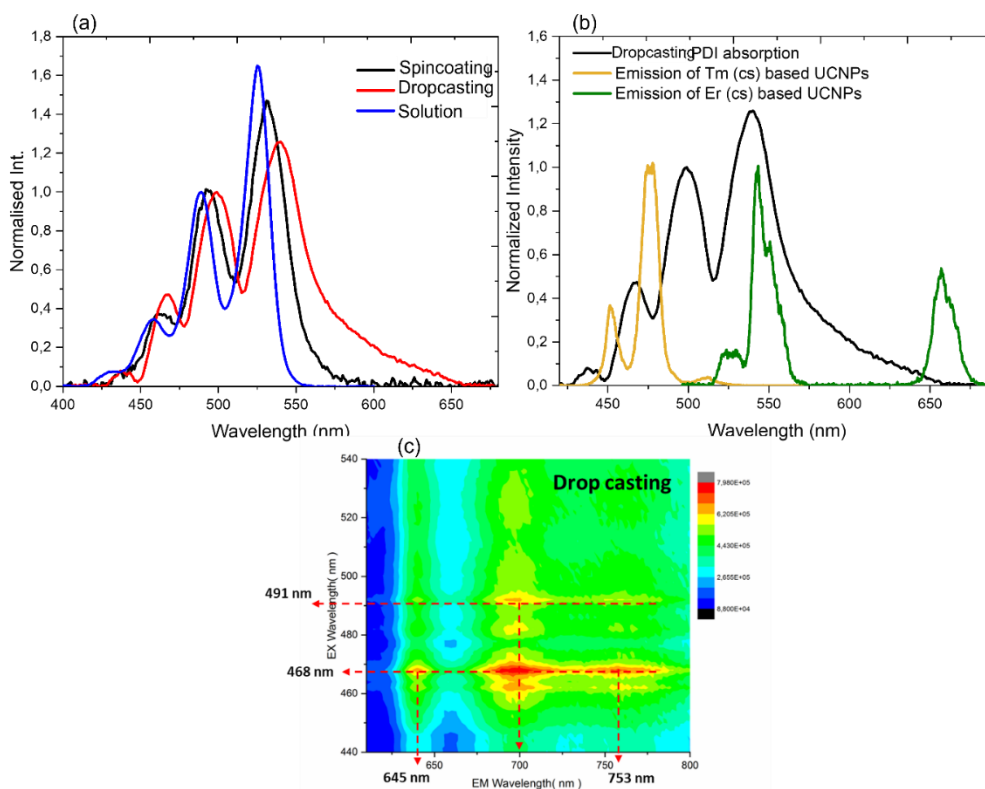 (a)
1,8
1,6
1,4
1,2
1,0
0,8
0,6
0,4
0,2
0,0
Normalised Int.
Spincoating
Dropcasting
Solution
400 450 500 550 600 650
Wavelength (nm)
(b)
1,8
1,6
1,4
1,2
1,0
0,8
0,6
0,4
0,2
0,0
Normalized Intensity
Dropcasting PDI absorption
Emission of Tm (cs) based UCNPs
Emission of Er (cs) based UCNPs
450 500 550 600 650
Wavelength (nm)
(c)
Drop casting
540
520
500
480
460
440
EX Wavelength( nm )
491 nm
468 nm
7,980E+05
6,205E+05
4,430E+05
2,655E+05
8,800E+04
650 700 750 800
645 nm
753 nm
EM Wavelength( nm )